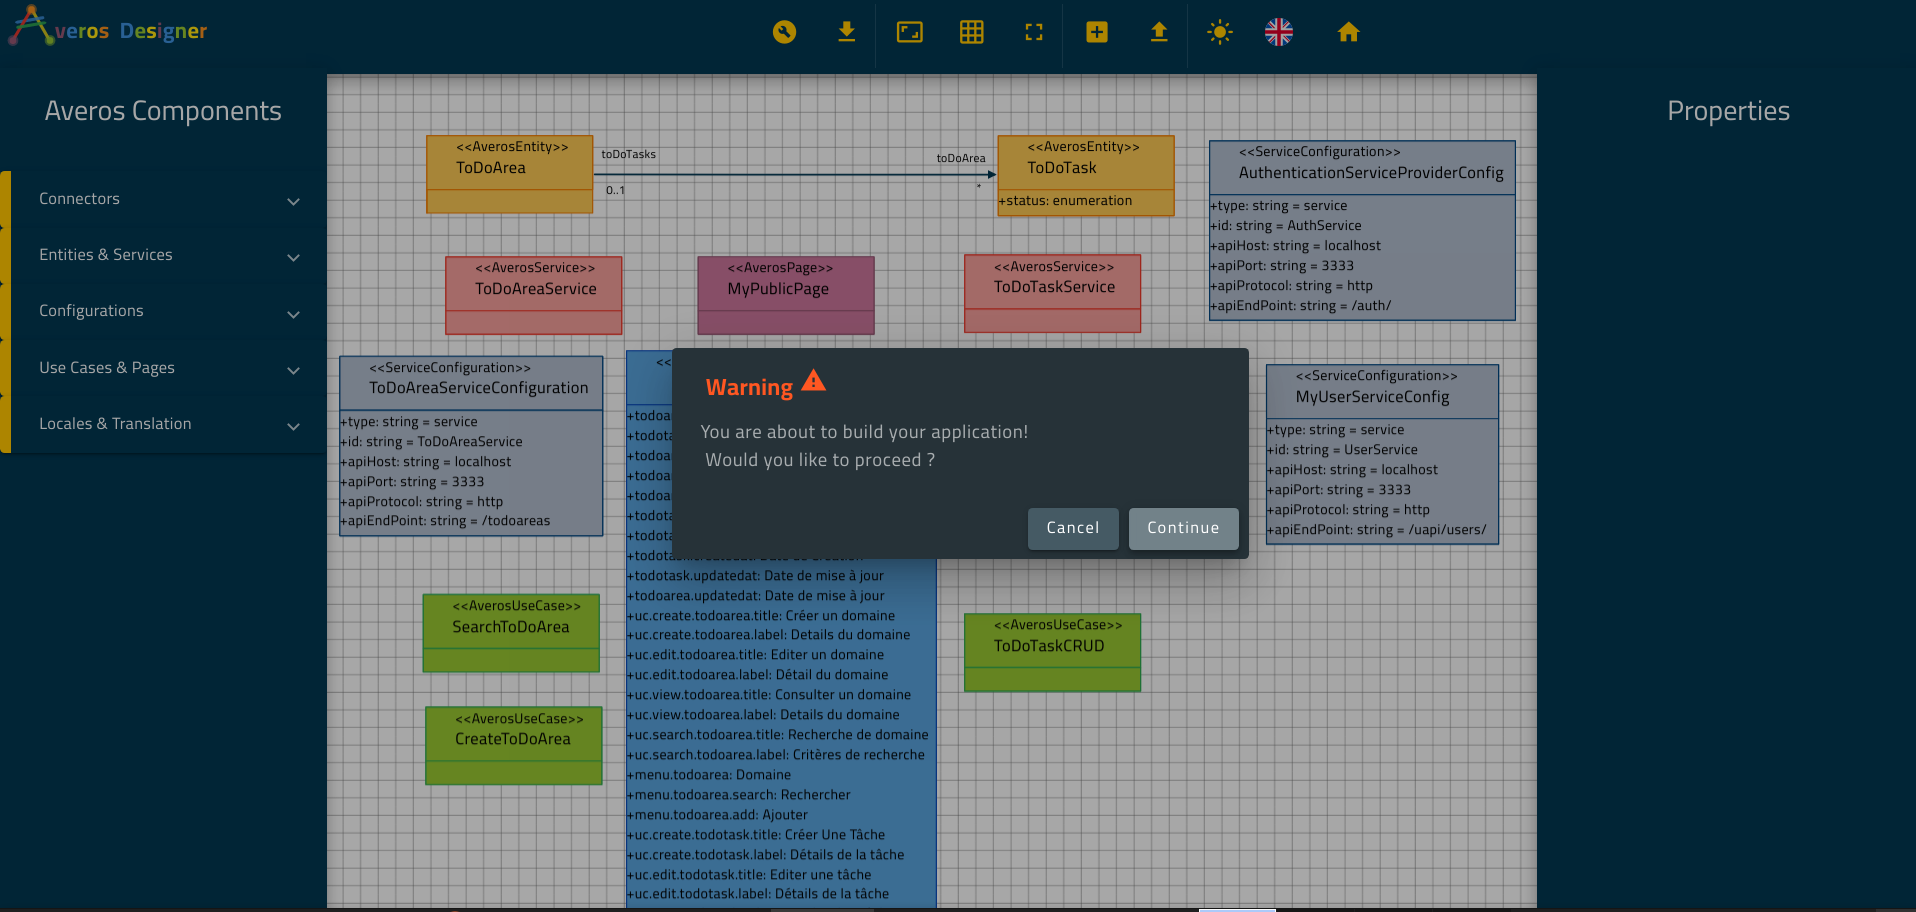 Averos Designer
Averos Components
Connectors
Entities & Services
Configurations
Use Cases & Pages
Locales & Translation
Properties
<<AverosEntity>>
ToDoArea
toDoTasks
0..1
toDoArea
*
<<AverosEntity>>
ToDoTask
+status: enumeration
<<ServiceConfiguration>>
AuthenticationServiceProviderConfig
+type: string = service
+id: string = AuthService
+apiHost: string = localhost
+apiPort: string = 3333
+apiProtocol: string = http
+apiEndPoint: string = /auth/
<<AverosService>>
ToDoAreaService
<<AverosPage>>
MyPublicPage
<<AverosService>>
ToDoTaskService
<<ServiceConfiguration>>
ToDoAreaServiceConfiguration
+type: string = service
+id: string = ToDoAreaService
+apiHost: string = localhost
+apiPort: string = 3333
+apiProtocol: string = http
+apiEndPoint: string = /todoareas
Warning
You are about to build your application!
Would you like to proceed ?
Cancel
Continue
<<ServiceConfiguration>>
MyUserServiceConfig
+type: string = service
+id: string = UserService
+apiHost: string = localhost
+apiPort: string = 3333
+apiProtocol: string = http
+apiEndPoint: string = /uapi/users/
<<AverosUseCase>>
SearchToDoArea
<<AverosUseCase>>
CreateToDoArea
<<
+todotask.updatedat: Date de mise à jour
+todoarea.updatedat: Date de mise à jour
+uc.create.todoarea.title: Créer un domaine
+uc.create.todoarea.label: Details du domaine
+uc.edit.todoarea.title: Editer un domaine
+uc.edit.todoarea.label: Détail du domaine
+uc.view.todoarea.title: Consulter un domaine
+uc.view.todoarea.label: Details du domaine
+uc.search.todoarea.title: Recherche de domaine
+uc.search.todoarea.label: Critères de recherche
+menu.todoarea: Domaine
+menu.todoarea.search: Rechercher
+menu.todoarea.add: Ajouter
+uc.create.todotask.title: Créer Une Tâche
+uc.create.todotask.label: Détails de la tâche
+uc.edit.todotask.title: Editer une tâche
+uc.edit.todotask.label: Détails de la tâche
<<AverosUseCase>>
ToDoTaskCRUD